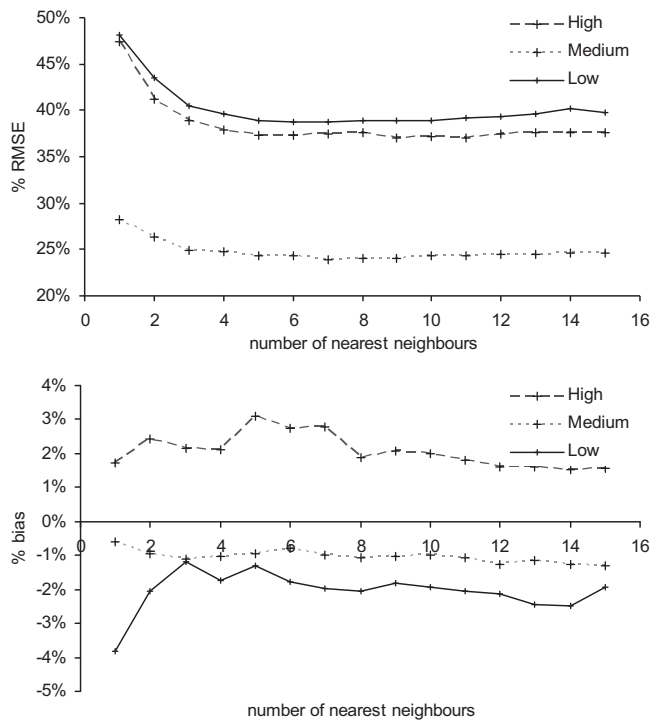 50%
45%
40%
35%
30%
25%
20%
% RMSE
High
Medium
Low
0 2 4 6 8 10 12 14 16
number of nearest neighbours
4%
3%
2%
1%
0%
-1%
-2%
-3%
-4%
-5%
% bias
High
Medium
Low
0 2 4 6 8 10 12 14 16
number of nearest neighbours